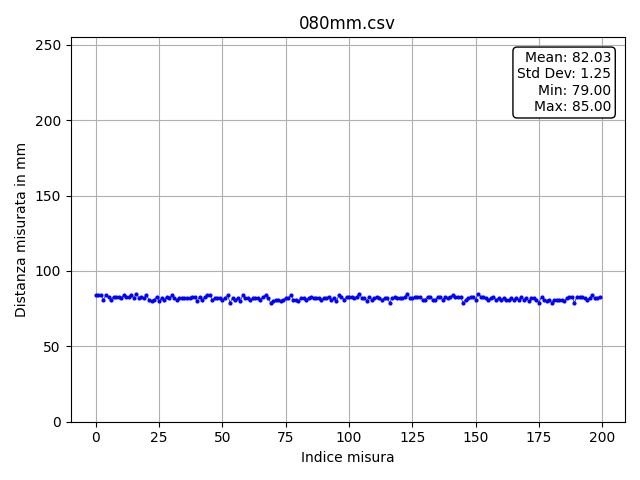 080mm.csv
Mean: 82.03
Std Dev: 1.25
Min: 79.00
Max: 85.00
Distanza misurata in mm
250
200
150
100
50
0
0 25 50 75 100 125 150 175 200
Indice misura